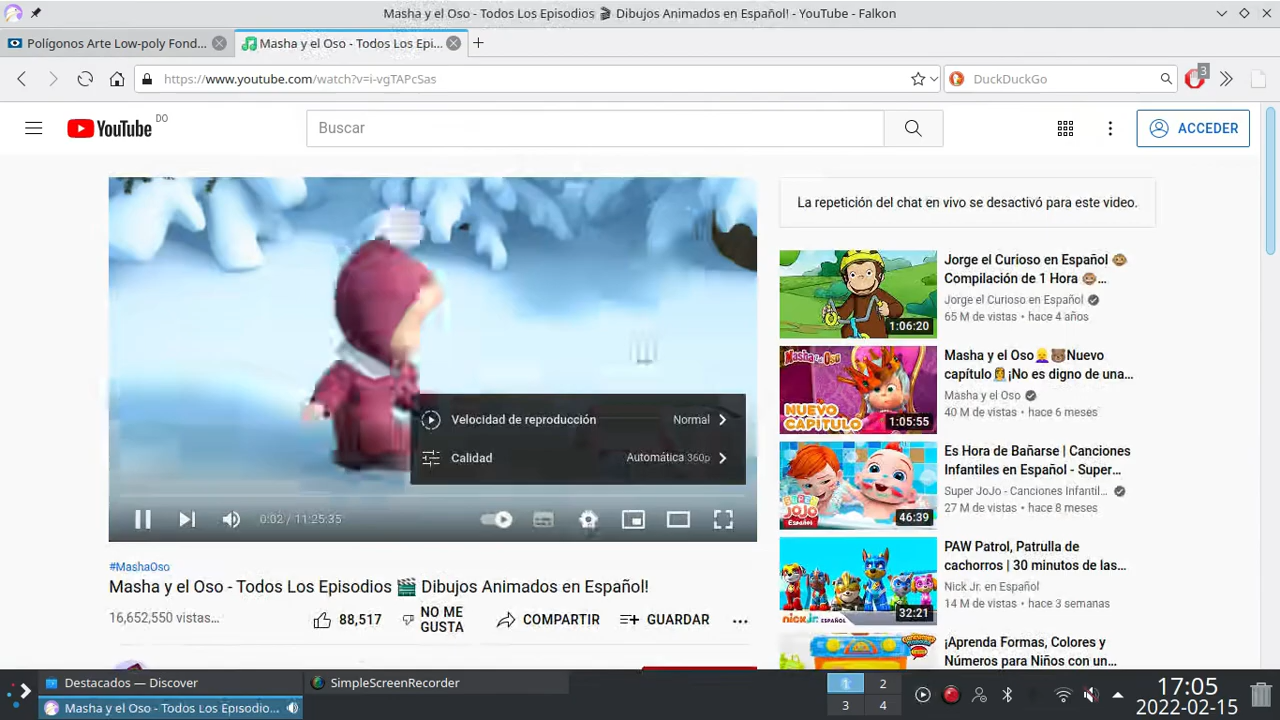 Masha y el Oso - Todos Los Episodios 🎬 Dibujos Animados en Español! - YouTube - Falkon
Polígonos Arte Low-poly Fond...
Masha y el Oso - Todos Los Epi...
https://www.youtube.com/watch?v=i-vgTAPcSas
DuckDuckGo
3
YouTube DO
Buscar
ACCEDER
Velocidad de reproducción Normal
Calidad Automática 360p
0:02 / 11:25:35
#MashaOso
Masha y el Oso - Todos Los Episodios 🎬 Dibujos Animados en Español!
16,652,550 vistas...
88,517
NO ME
GUSTA
COMPARTIR
GUARDAR
La repetición del chat en vivo se desactivó para este video.
1:06:20
Jorge el Curioso en Español 🐵
Compilación de 1 Hora 🐵...
Jorge el Curioso en Español
65 M de vistas • hace 4 años
Masha y el Oso
NUEVO
CAPITULO
1:05:55
Masha y el Oso👱‍♀️🐻Nuevo
capítulo👸¡No es digno de una...
Masha y el Oso
40 M de vistas • hace 6 meses
SUPER
JOJO
Español
46:39
Es Hora de Bañarse | Canciones
Infantiles en Español - Super...
Super JoJo - Canciones Infantil...
27 M de vistas • hace 8 meses
nick jr. ESPAÑOL
32:21
PAW Patrol, Patrulla de
cachorros | 30 minutos de las...
Nick Jr. en Español
14 M de vistas • hace 3 semanas
¡Aprenda Formas, Colores y
Números para Niños con un...
Destacados — Discover
SimpleScreenRecorder
Masha y el Oso - Todos Los Episodio...
1
2
3
4
17:05
2022-02-15